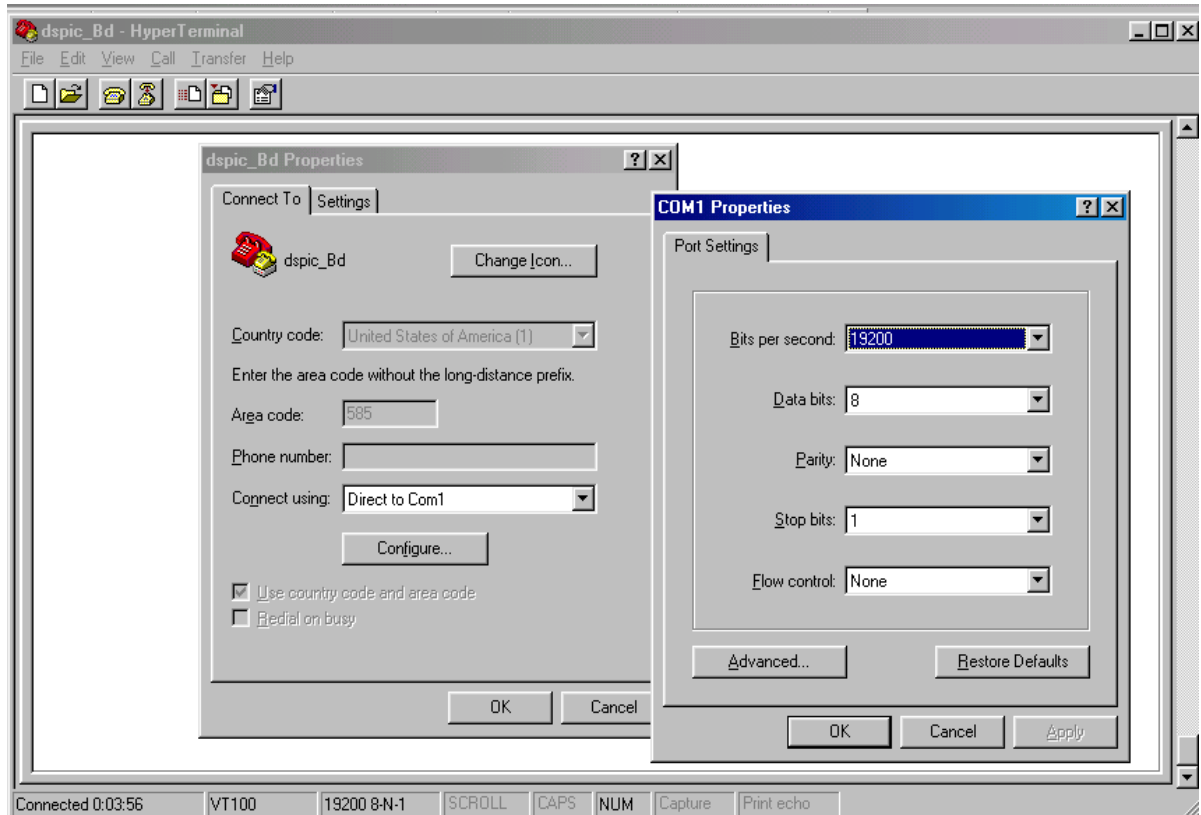 dspic_Bd - HyperTerminal
File Edit View Call Transfer Help
dspic_Bd Properties
Connect To Settings
dspic_Bd
Change Icon...
Country code: United States of America (1)
Enter the area code without the long-distance prefix.
Area code: 585
Phone number:
Connect using: Direct to Com1
Configure...
Use country code and area code
Redial on busy
OK Cancel
COM1 Properties
Port Settings
Bits per second: 19200
Data bits: 8
Parity: None
Stop bits: 1
Flow control: None
Advanced... Restore Defaults
OK Cancel Apply
Connected 0:03:56 VT100 19200 8-N-1 SCROLL CAPS NUM Capture Print echo